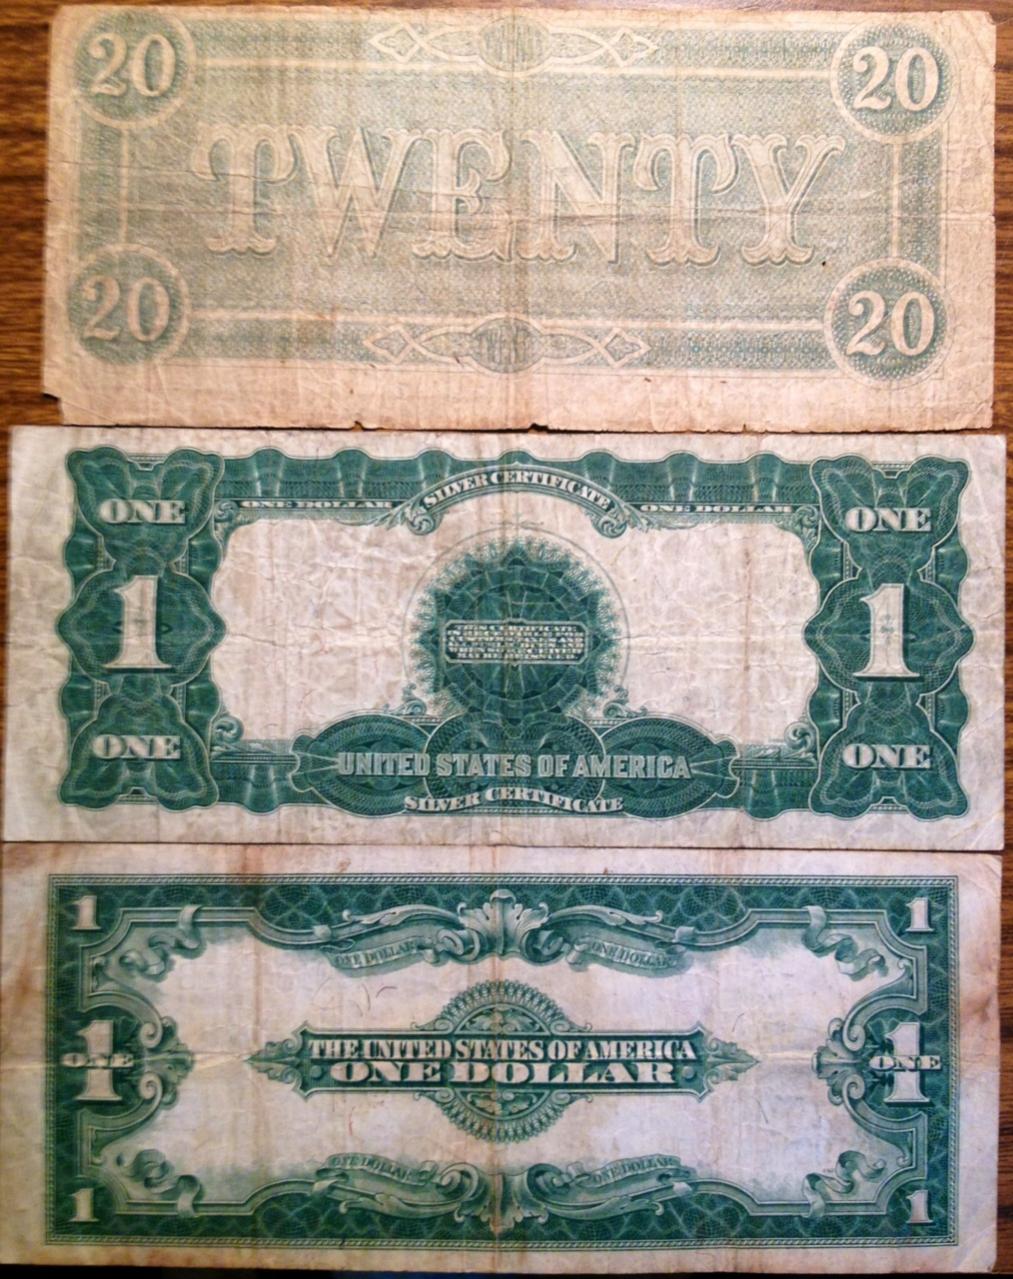 20 20
TWENTY
20 20
SILVER CERTIFICATE
ONE ONE DOLLAR ONE DOLLAR ONE
1 1
ONE ONE
UNITED STATES OF AMERICA
SILVER CERTIFICATE
1 1
ONE DOLLAR ONE DOLLAR
THE UNITED STATES OF AMERICA
1 ONE 1 ONE
ONE DOLLAR
ONE DOLLAR ONE DOLLAR
1 1